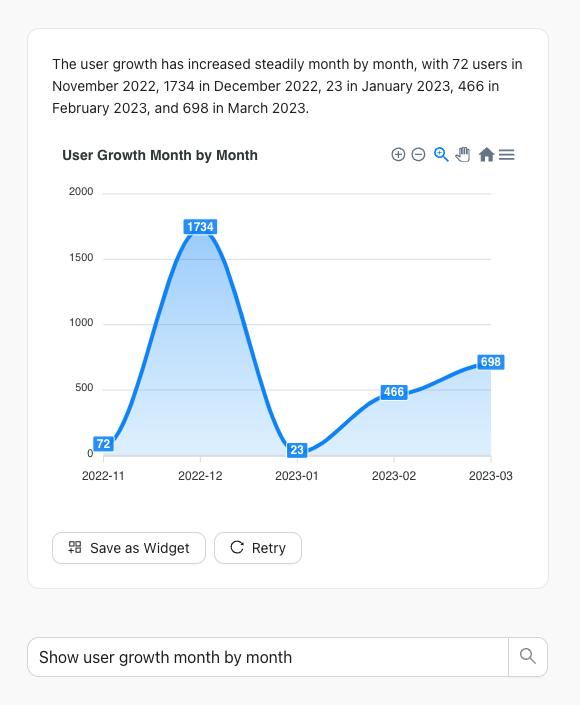 The user growth has increased steadily month by month, with 72 users in
November 2022, 1734 in December 2022, 23 in January 2023, 466 in
February 2023, and 698 in March 2023.
User Growth Month by Month
2000
1500
1000
500
0
1734
698
466
72
23
2022-11 2022-12 2023-01 2023-02 2023-03
Save as Widget Retry
Show user growth month by month